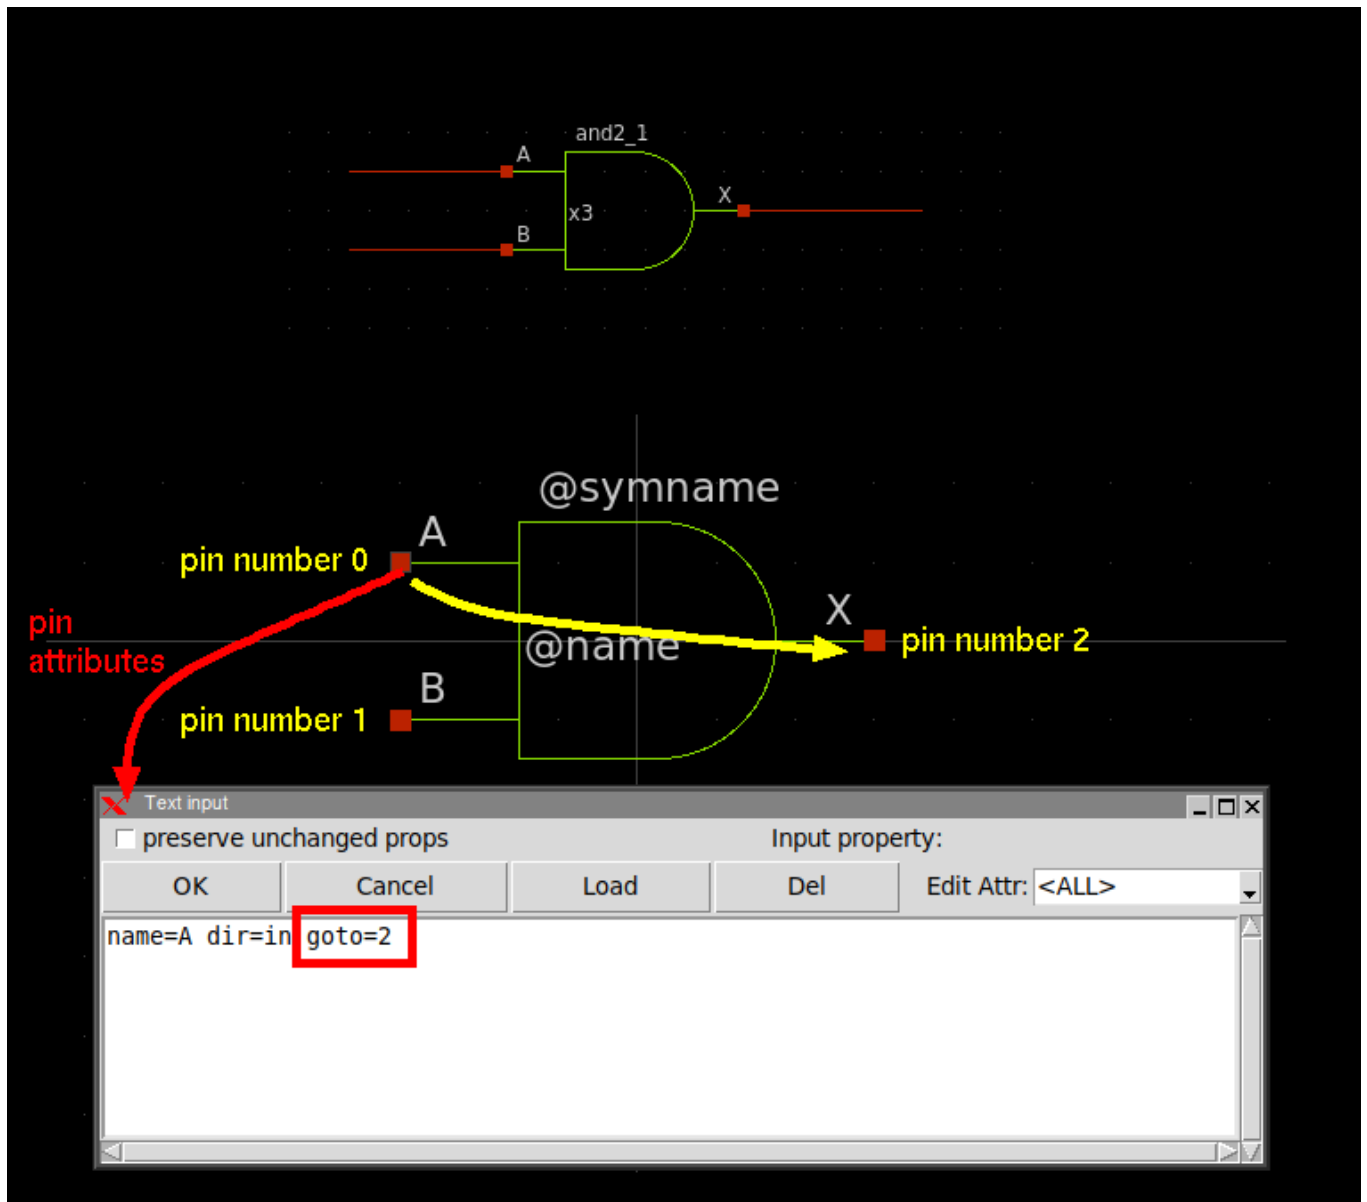 and2_1
A
X
x3
B
@symname
A
pin number 0
X
pin
attributes
@name
pin number 2
B
pin number 1
Text input
preserve unchanged props Input property:
OK Cancel Load Del Edit Attr: <ALL>
name=A dir=in goto=2